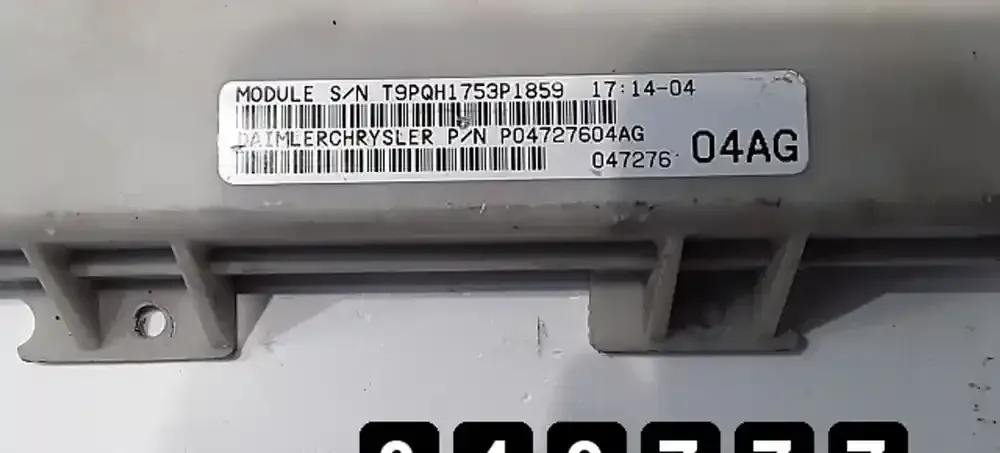 MODULE S/N T9PQH1753P1859 17:14-04
DAIMLERCHRYSLER P/N P04727604AG
047276 04AG